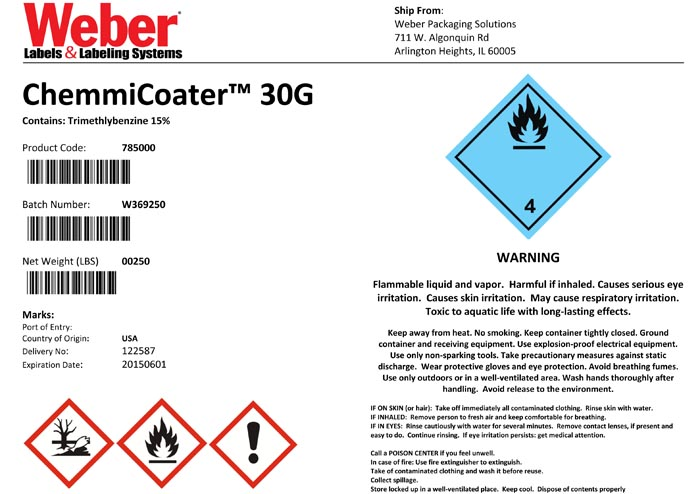 Weber
Labels & Labeling Systems
Ship From:
Weber Packaging Solutions
711 W. Algonquin Rd
Arlington Heights, IL 60005
ChemmiCoater™ 30G
Contains: Trimethlybenzine 15%
Product Code: 785000
Batch Number: W369250
Net Weight (LBS) 00250
Marks:
Port of Entry:
Country of Origin: USA
Delivery No: 122587
Expiration Date: 20150601
4
WARNING
Flammable liquid and vapor. Harmful if inhaled. Causes serious eye
irritation. Causes skin irritation. May cause respiratory irritation.
Toxic to aquatic life with long-lasting effects.
Keep away from heat. No smoking. Keep container tightly closed. Ground
container and receiving equipment. Use explosion-proof electrical equipment.
Use only non-sparking tools. Take precautionary measures against static
discharge. Wear protective gloves and eye protection. Avoid breathing fumes.
Use only outdoors or in a well-ventilated area. Wash hands thoroughly after
handling. Avoid release to the environment.
IF ON SKIN (or hair): Take off immediately all contaminated clothing. Rinse skin with water.
IF INHALED: Remove person to fresh air and keep comfortable for breathing.
IF IN EYES: Rinse cautiously with water for several minutes. Remove contact lenses, if present and
easy to do. Continue rinsing. If eye irritation persists: get medical attention.
Call a POISON CENTER if you feel unwell.
In case of fire: Use fire extinguisher to extinguish.
Take of contaminated clothing and wash it before reuse.
Collect spillage.
Store locked up in a well-ventilated place. Keep cool. Dispose of contents properly